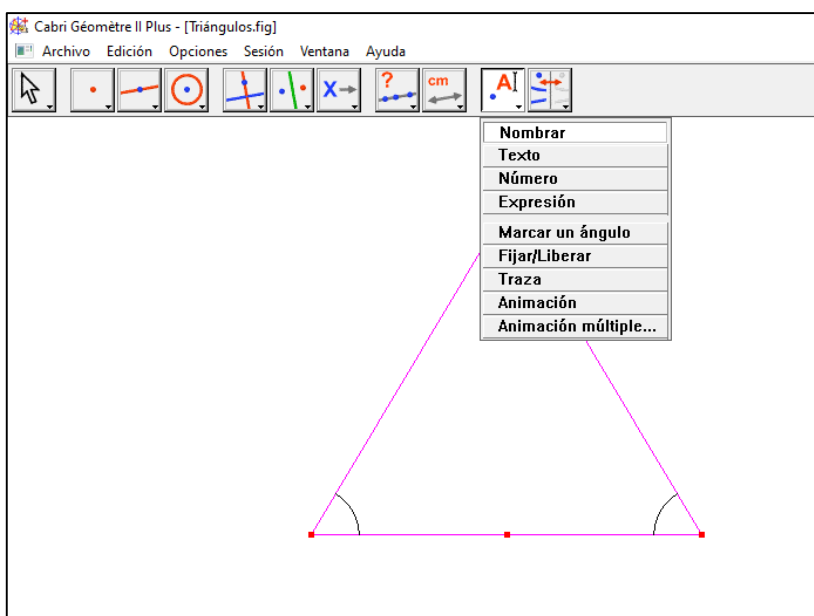 Cabri Géomètre II Plus - [Triángulos.fig]
Archivo Edición Opciones Sesión Ventana Ayuda
X ? cm A
Nombrar
Texto
Número
Expresión
Marcar un ángulo
Fijar/Liberar
Traza
Animación
Animación múltiple...